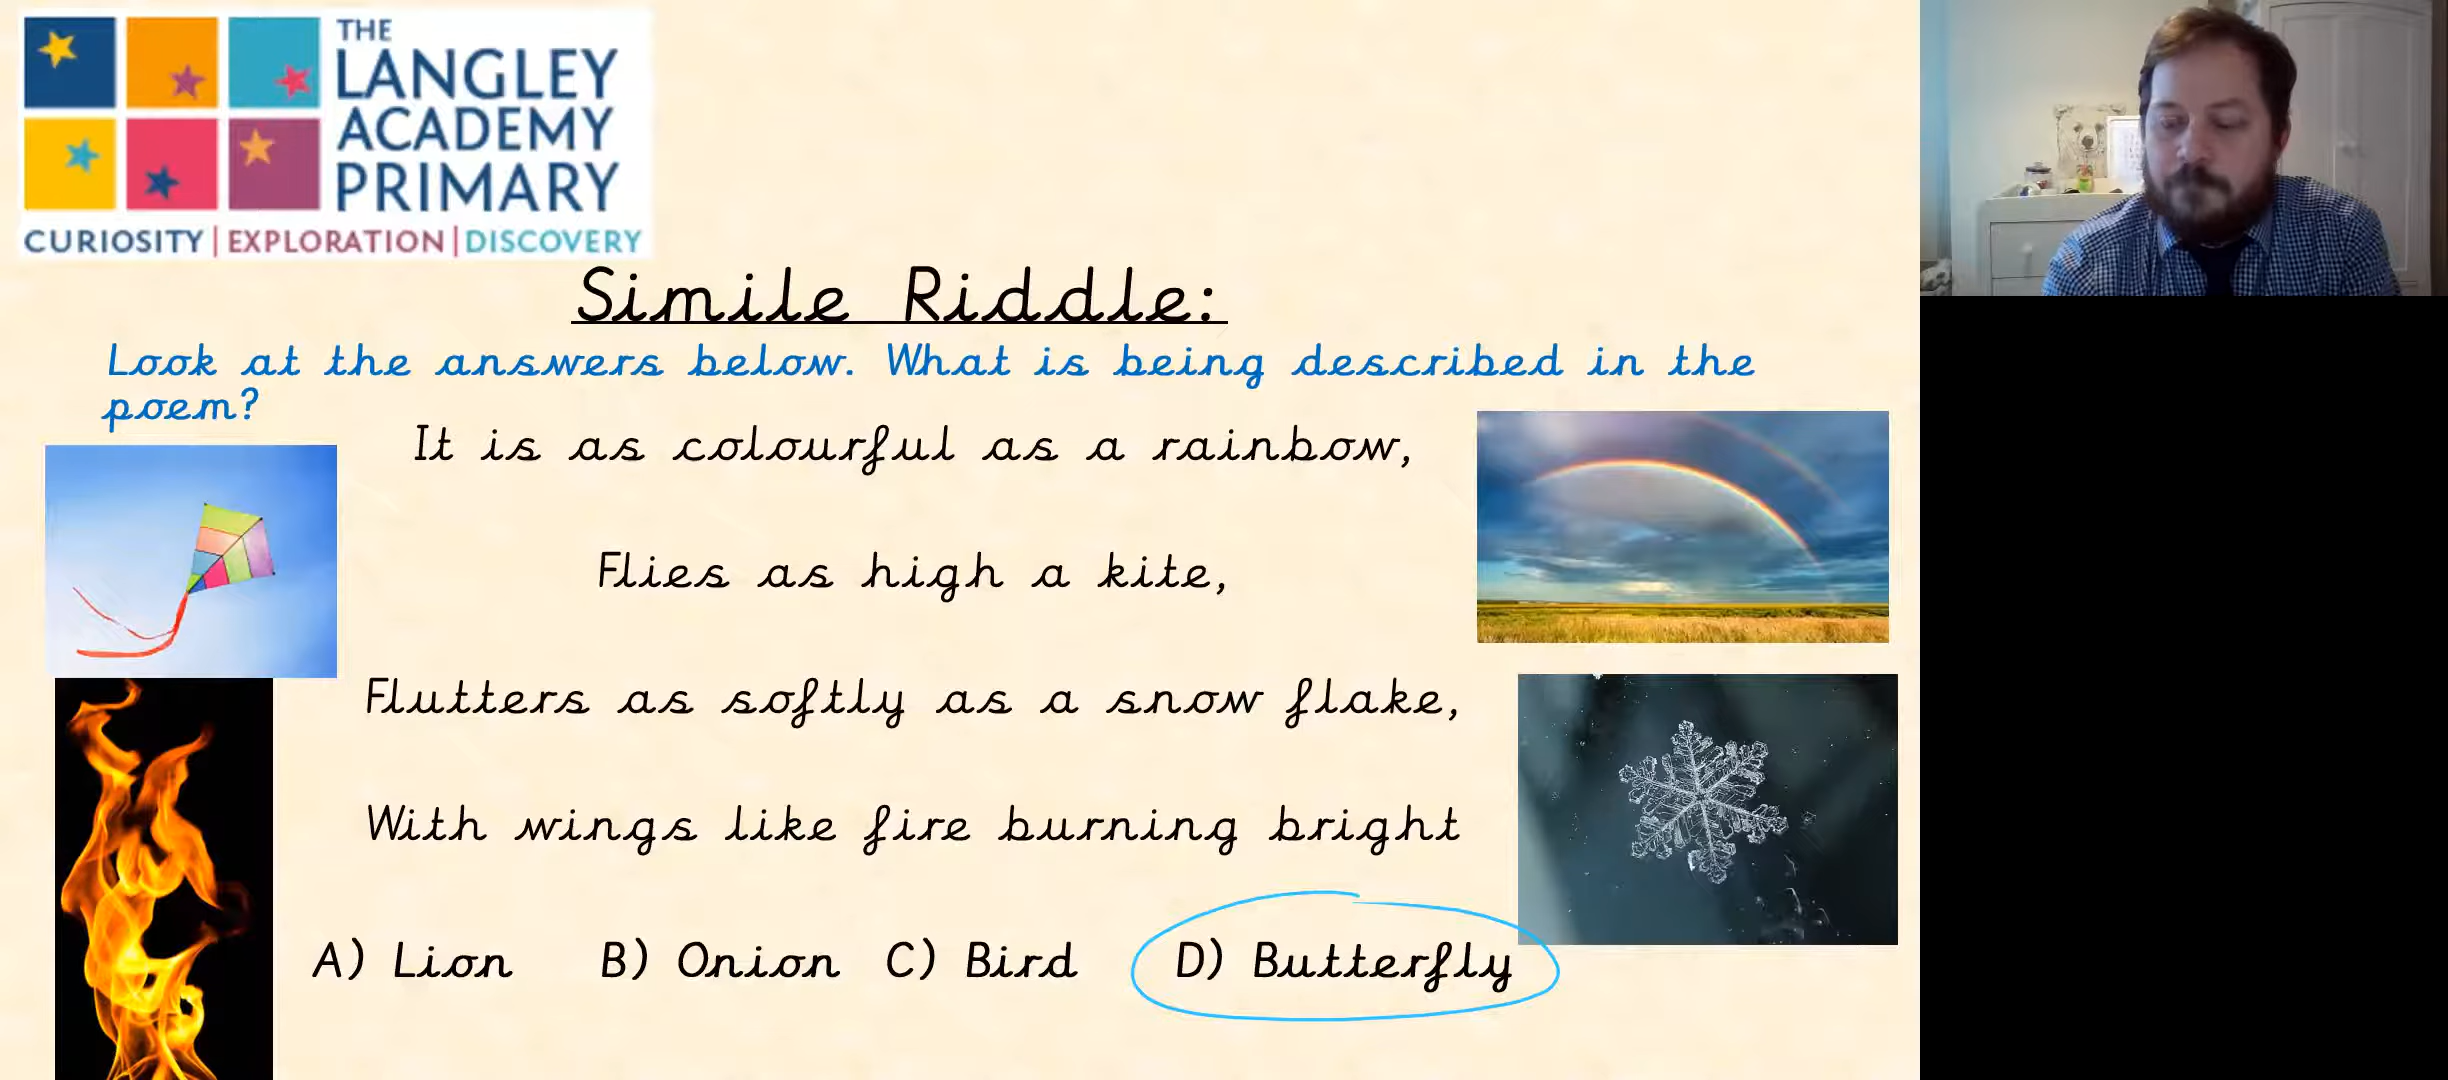 THE
LANGLEY
ACADEMY
PRIMARY
CURIOSITY | EXPLORATION | DISCOVERY
Simile Riddle:
Look at the answers below. What is being described in the
poem?
It is as colourful as a rainbow,
Flies as high a kite,
Flutters as softly as a snow flake,
With wings like fire burning bright
A) Lion B) Onion C) Bird D) Butterfly